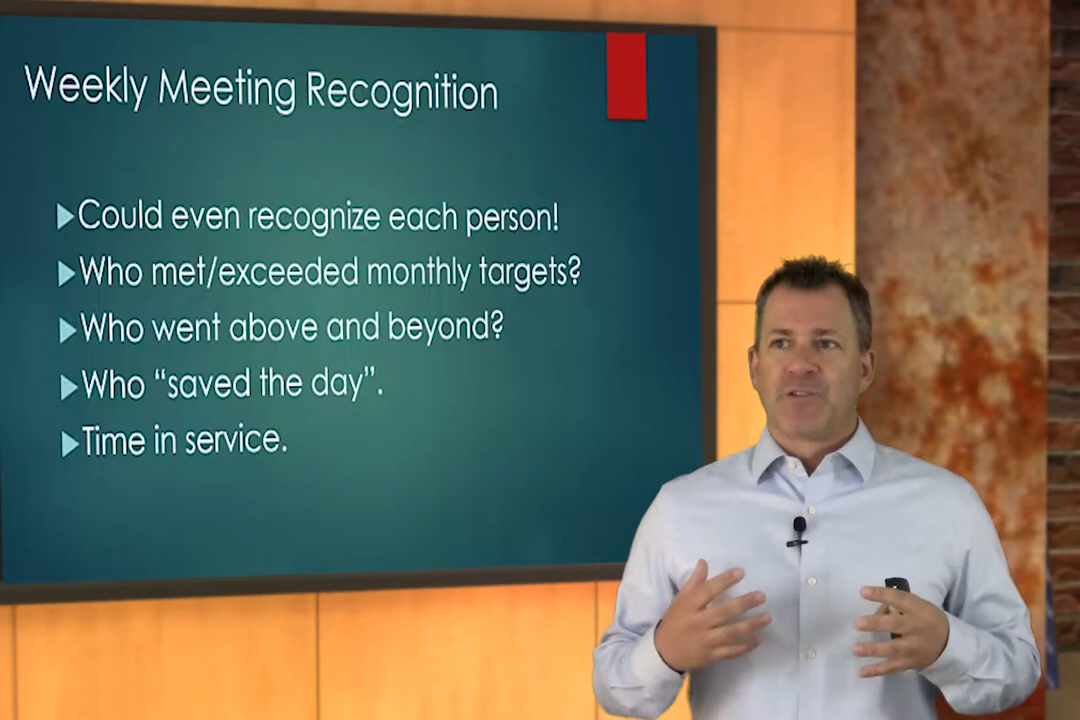 Weekly Meeting Recognition
Could even recognize each person!
Who met/exceeded monthly targets?
Who went above and beyond?
Who “saved the day”.
Time in service.